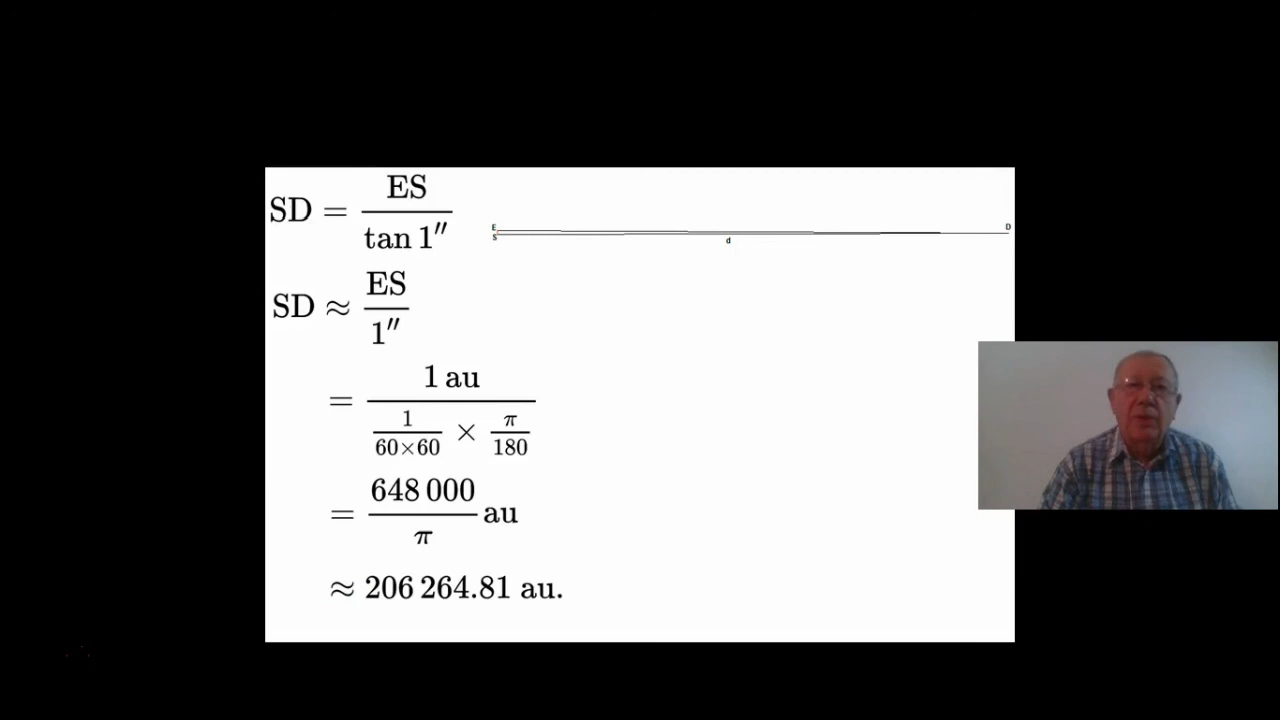 SD = ES / tan 1″
E
S
d
D
SD ≈ ES / 1″
= 1 au / (1 / 60×60 × π / 180)
= 648 000 / π au
≈ 206 264.81 au.